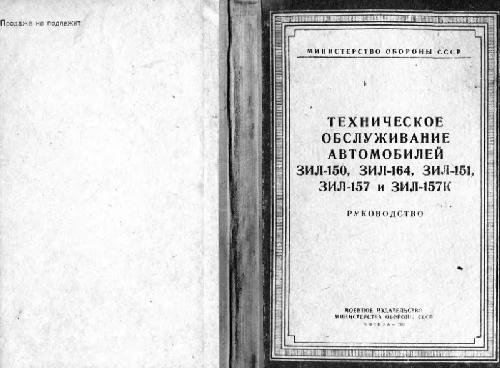 Продаже не подлежит
МИНИСТЕРСТВО ОБОРОНЫ СССР
ТЕХНИЧЕСКОЕ
ОБСЛУЖИВАНИЕ
АВТОМОБИЛЕЙ
ЗИЛ-150, ЗИЛ-164, ЗИЛ-151,
ЗИЛ-157 и ЗИЛ-157К
РУКОВОДСТВО
ВОЕННОЕ ИЗДАТЕЛЬСТВО
МИНИСТЕРСТВА ОБОРОНЫ СССР
МОСКВА